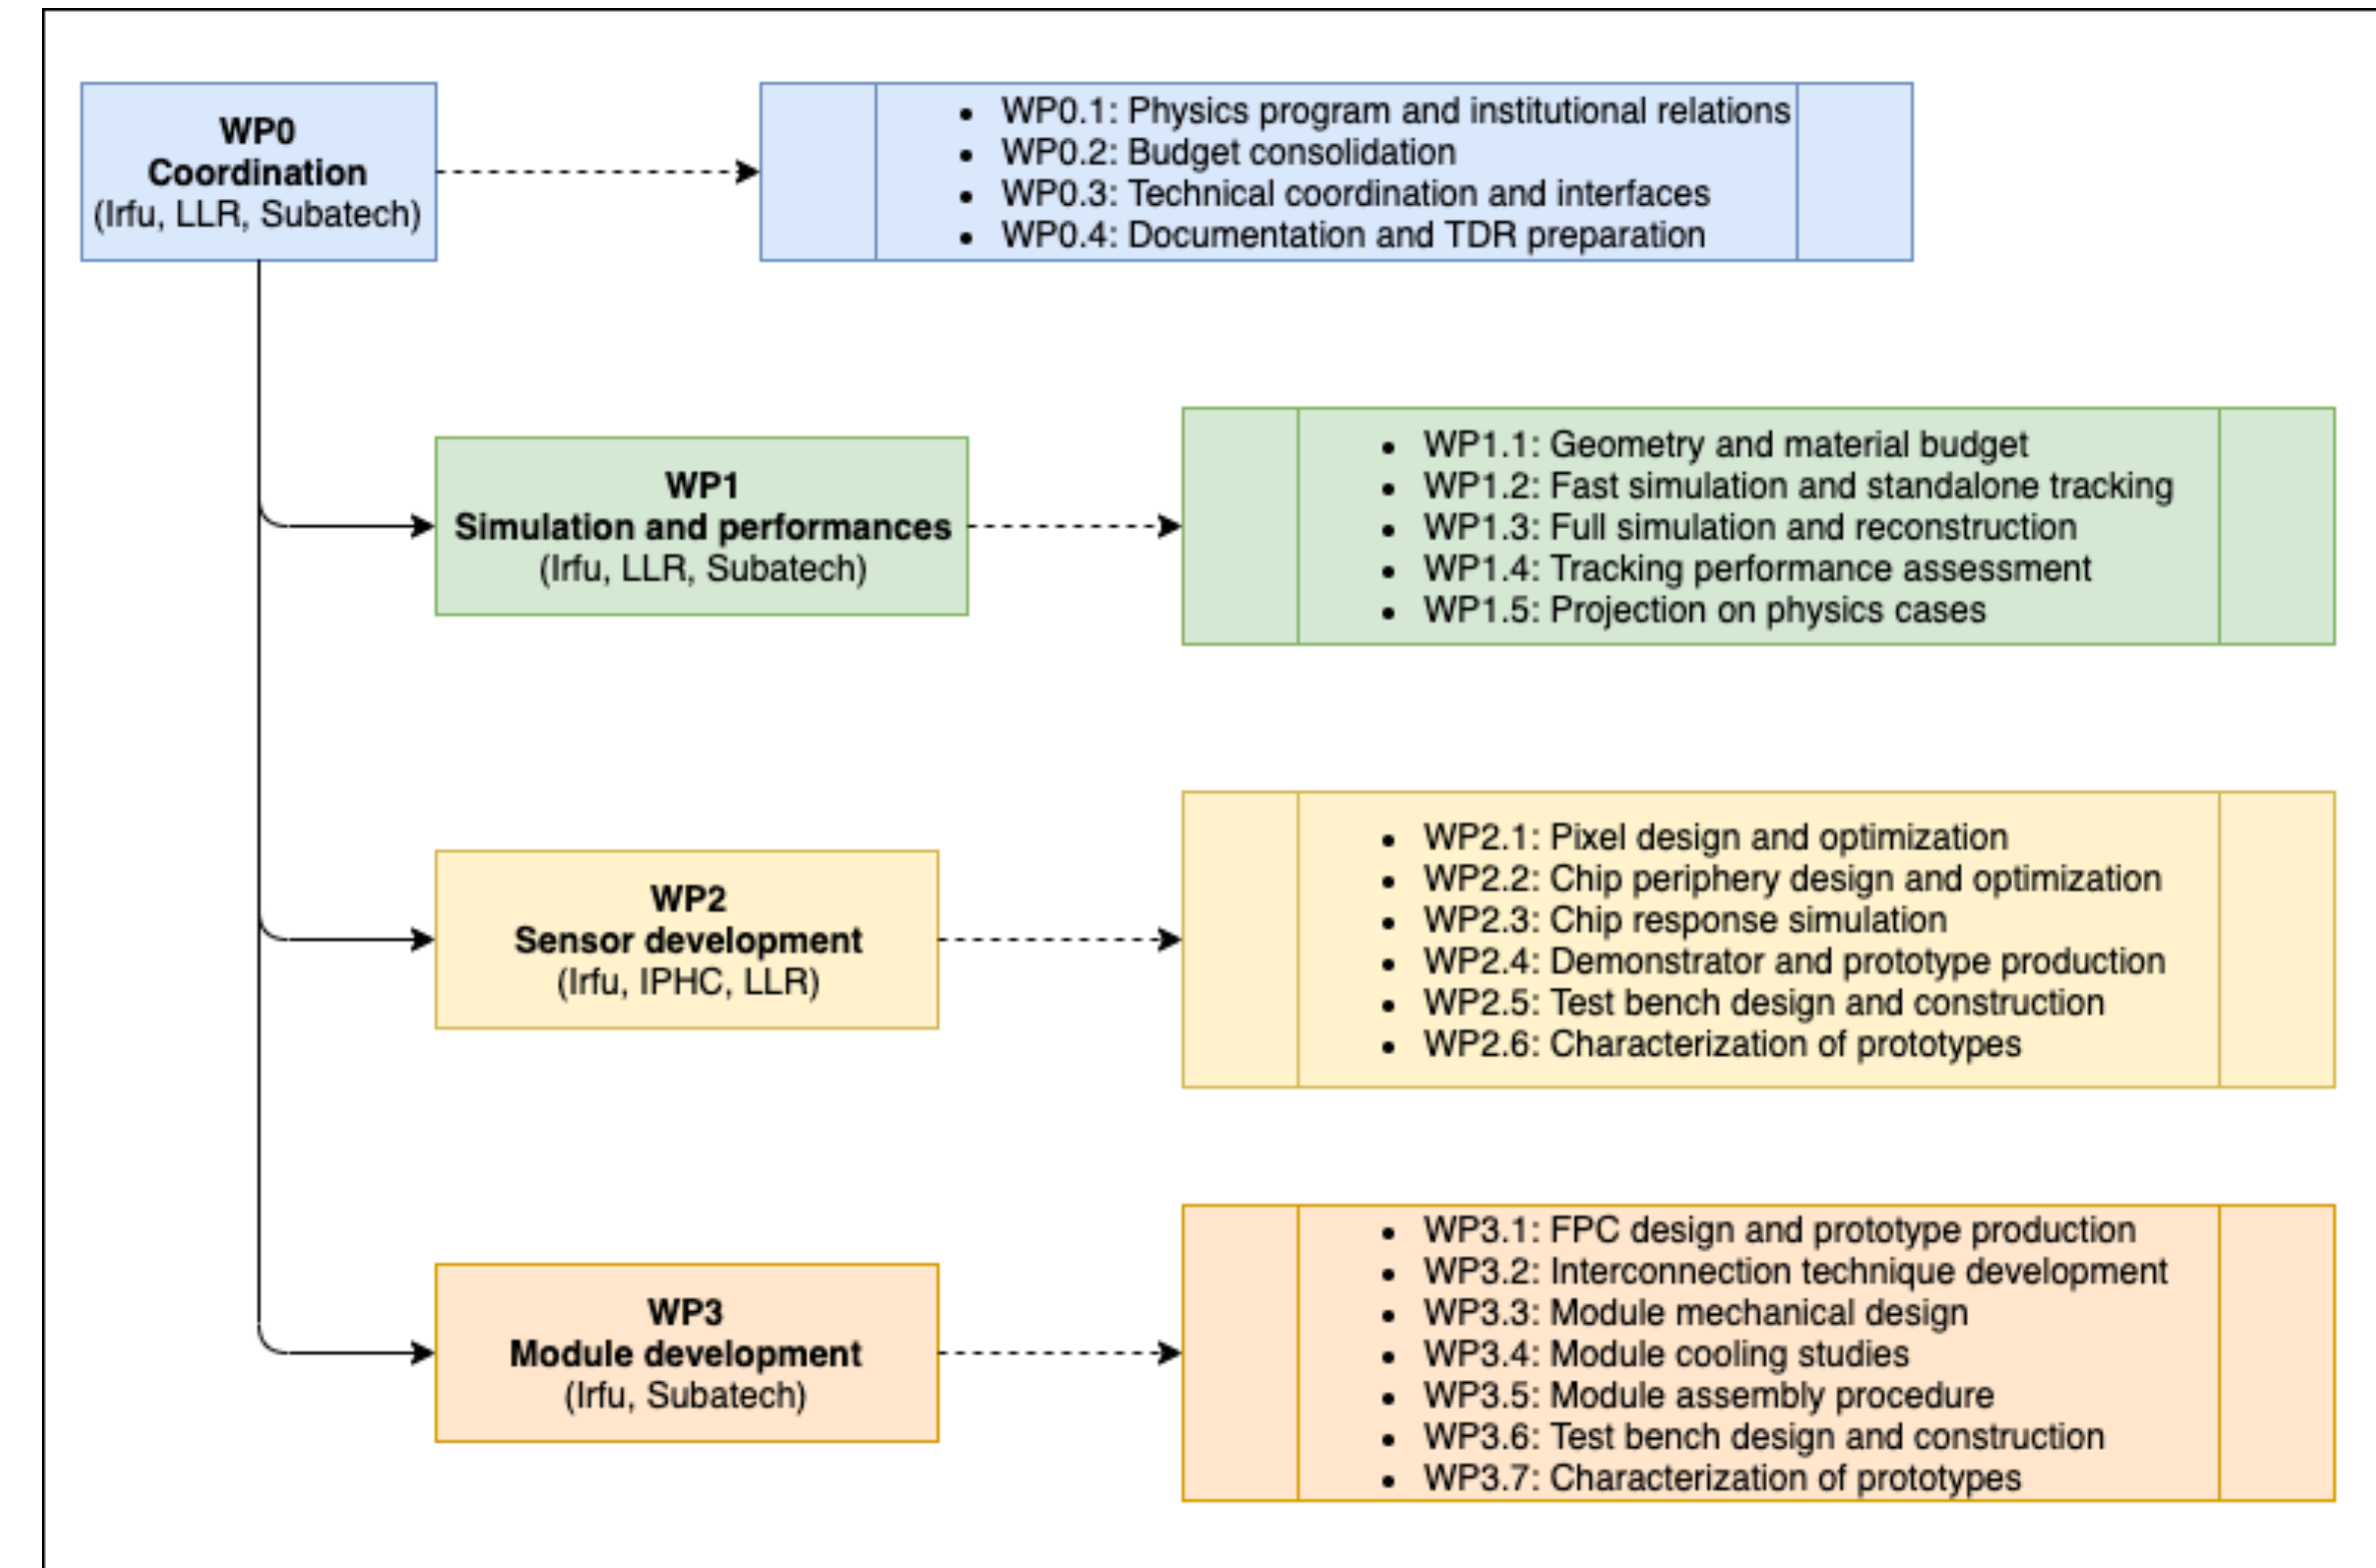 WP0
Coordination
(Irfu, LLR, Subatech)
• WP0.1: Physics program and institutional relations
• WP0.2: Budget consolidation
• WP0.3: Technical coordination and interfaces
• WP0.4: Documentation and TDR preparation
WP1
Simulation and performances
(Irfu, LLR, Subatech)
• WP1.1: Geometry and material budget
• WP1.2: Fast simulation and standalone tracking
• WP1.3: Full simulation and reconstruction
• WP1.4: Tracking performance assessment
• WP1.5: Projection on physics cases
WP2
Sensor development
(Irfu, IPHC, LLR)
• WP2.1: Pixel design and optimization
• WP2.2: Chip periphery design and optimization
• WP2.3: Chip response simulation
• WP2.4: Demonstrator and prototype production
• WP2.5: Test bench design and construction
• WP2.6: Characterization of prototypes
WP3
Module development
(Irfu, Subatech)
• WP3.1: FPC design and prototype production
• WP3.2: Interconnection technique development
• WP3.3: Module mechanical design
• WP3.4: Module cooling studies
• WP3.5: Module assembly procedure
• WP3.6: Test bench design and construction
• WP3.7: Characterization of prototypes